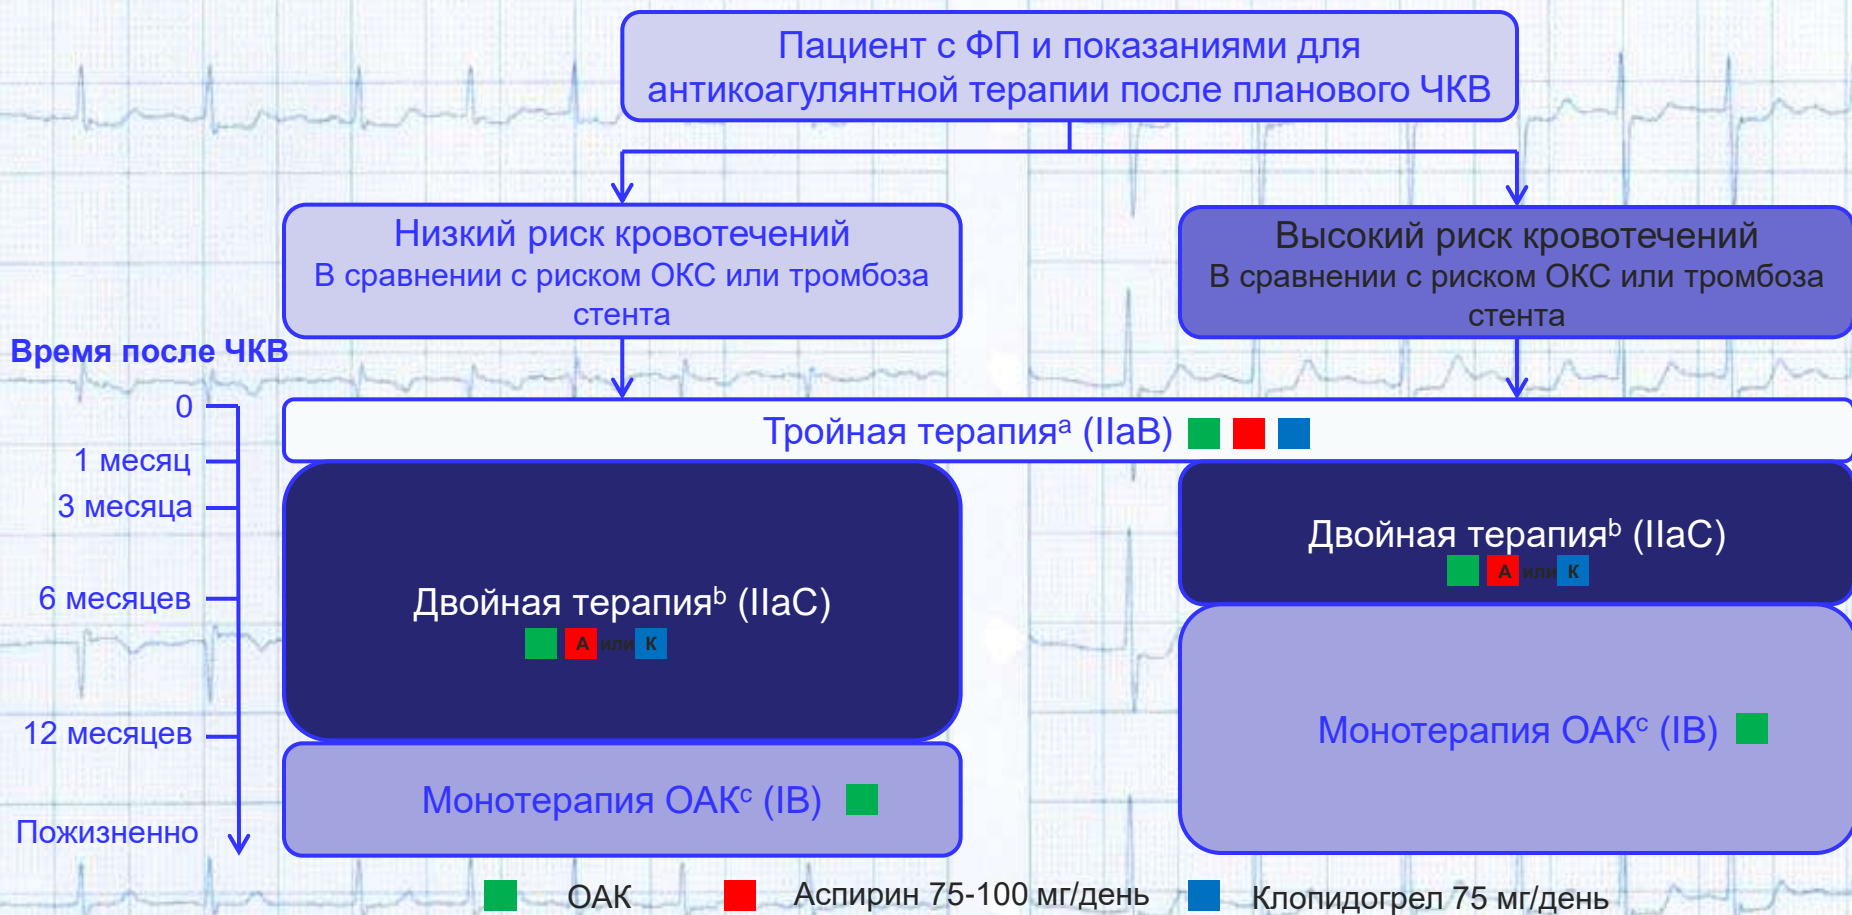 Пациент с ФП и показаниями для
антикоагулянтной терапии после планового ЧКВ
Низкий риск кровотечений
В сравнении с риском ОКС или тромбоза
стента
Высокий риск кровотечений
В сравнении с риском ОКС или тромбоза
стента
Время после ЧКВ
0
Тройная терапияᵃ (IIaB)
1 месяц
3 месяца
Двойная терапияᵇ (IIaC)
А или К
6 месяцев
Двойная терапияᵇ (IIaC)
А или К
12 месяцев
Монотерапия ОАКᶜ (IB)
Монотерапия ОАКᶜ (IB)
Пожизненно
ОАК
Аспирин 75-100 мг/день
Клопидогрел 75 мг/день